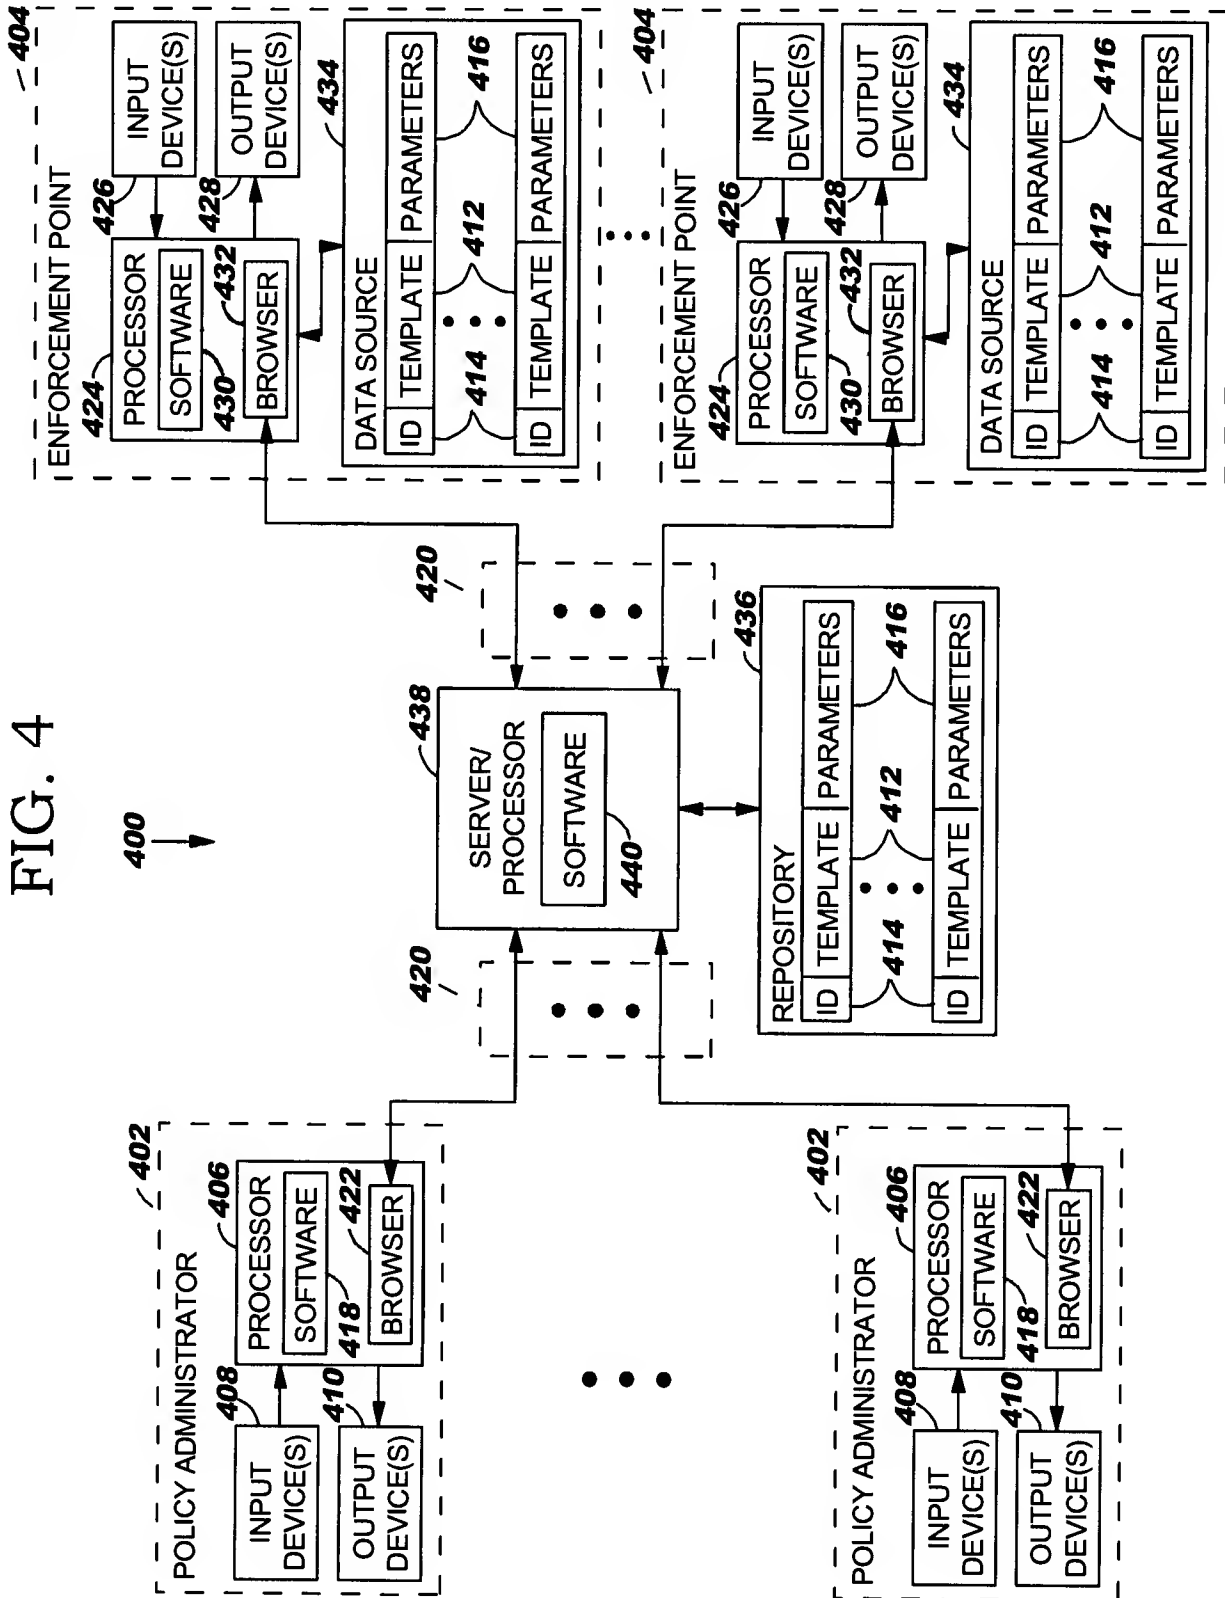 FIG. 4
400
402
POLICY ADMINISTRATOR
408
INPUT
DEVICE(S)
410
OUTPUT
DEVICE(S)
406
PROCESSOR
SOFTWARE
418
422
BROWSER
402
POLICY ADMINISTRATOR
408
INPUT
DEVICE(S)
410
OUTPUT
DEVICE(S)
406
PROCESSOR
SOFTWARE
418
422
BROWSER
420
438
SERVER/
PROCESSOR
SOFTWARE
440
420
436
REPOSITORY
ID TEMPLATE PARAMETERS
414 412 416
ID TEMPLATE PARAMETERS
404
ENFORCEMENT POINT
424
PROCESSOR
SOFTWARE
430 432
BROWSER
426
INPUT
DEVICE(S)
428
OUTPUT
DEVICE(S)
434
DATA SOURCE
ID TEMPLATE PARAMETERS
414 412 416
ID TEMPLATE PARAMETERS
404
ENFORCEMENT POINT
424
PROCESSOR
SOFTWARE
430 432
BROWSER
426
INPUT
DEVICE(S)
428
OUTPUT
DEVICE(S)
434
DATA SOURCE
ID TEMPLATE PARAMETERS
414 412 416
ID TEMPLATE PARAMETERS